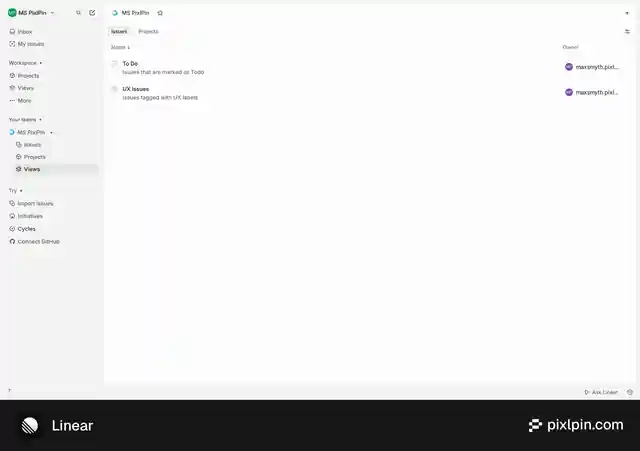 MS PixlPin
Inbox
My issues
Workspace
Projects
Views
More
Your teams
MS PixlPin
Issues
Projects
Views
Try
Import issues
Initiatives
Cycles
Connect GitHub
?
MS PixlPin
Issues Projects
Name ↓ Owner
To Do
Issues that are marked as Todo
maxsmyth.pixl...
UX Issues
Issues tagged with UX labels
maxsmyth.pixl...
Ask Linear
Linear
pixlpin.com